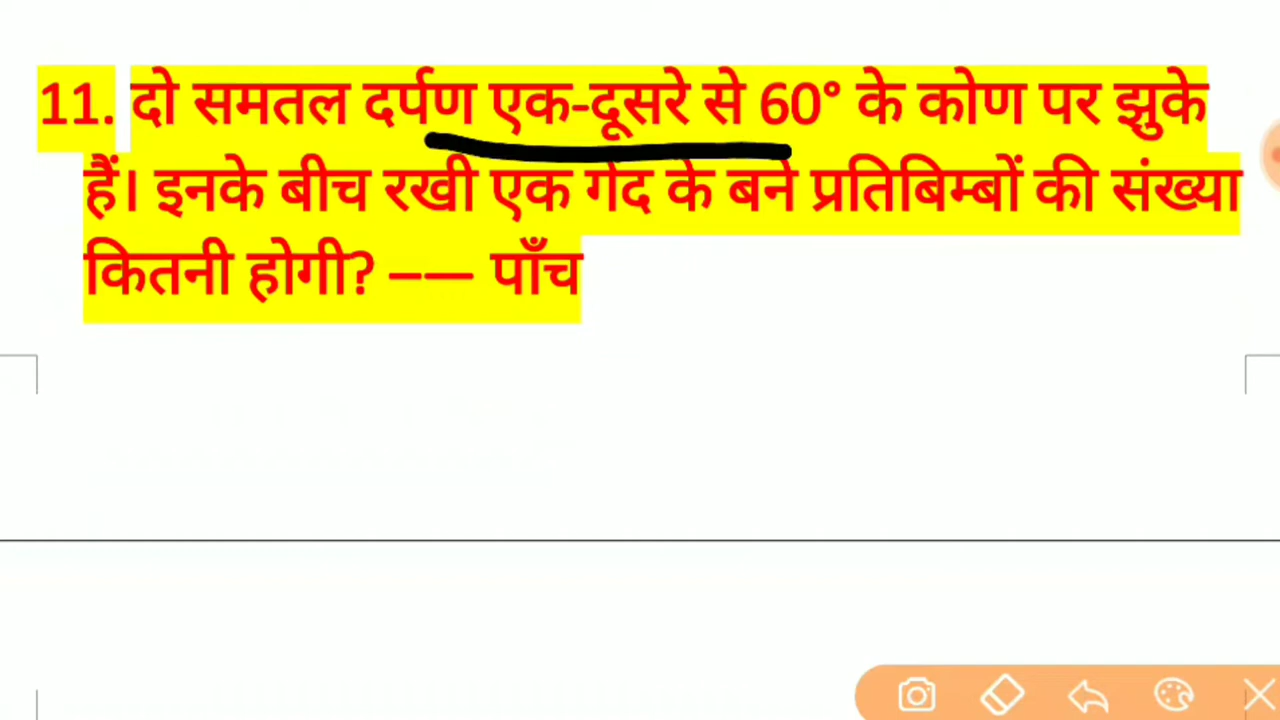 11. दो समतल दर्पण एक-दूसरे से 60° के कोण पर झुके
हैं। इनके बीच रखी एक गेंद के बने प्रतिबिम्बों की संख्या
कितनी होगी? –— पाँच